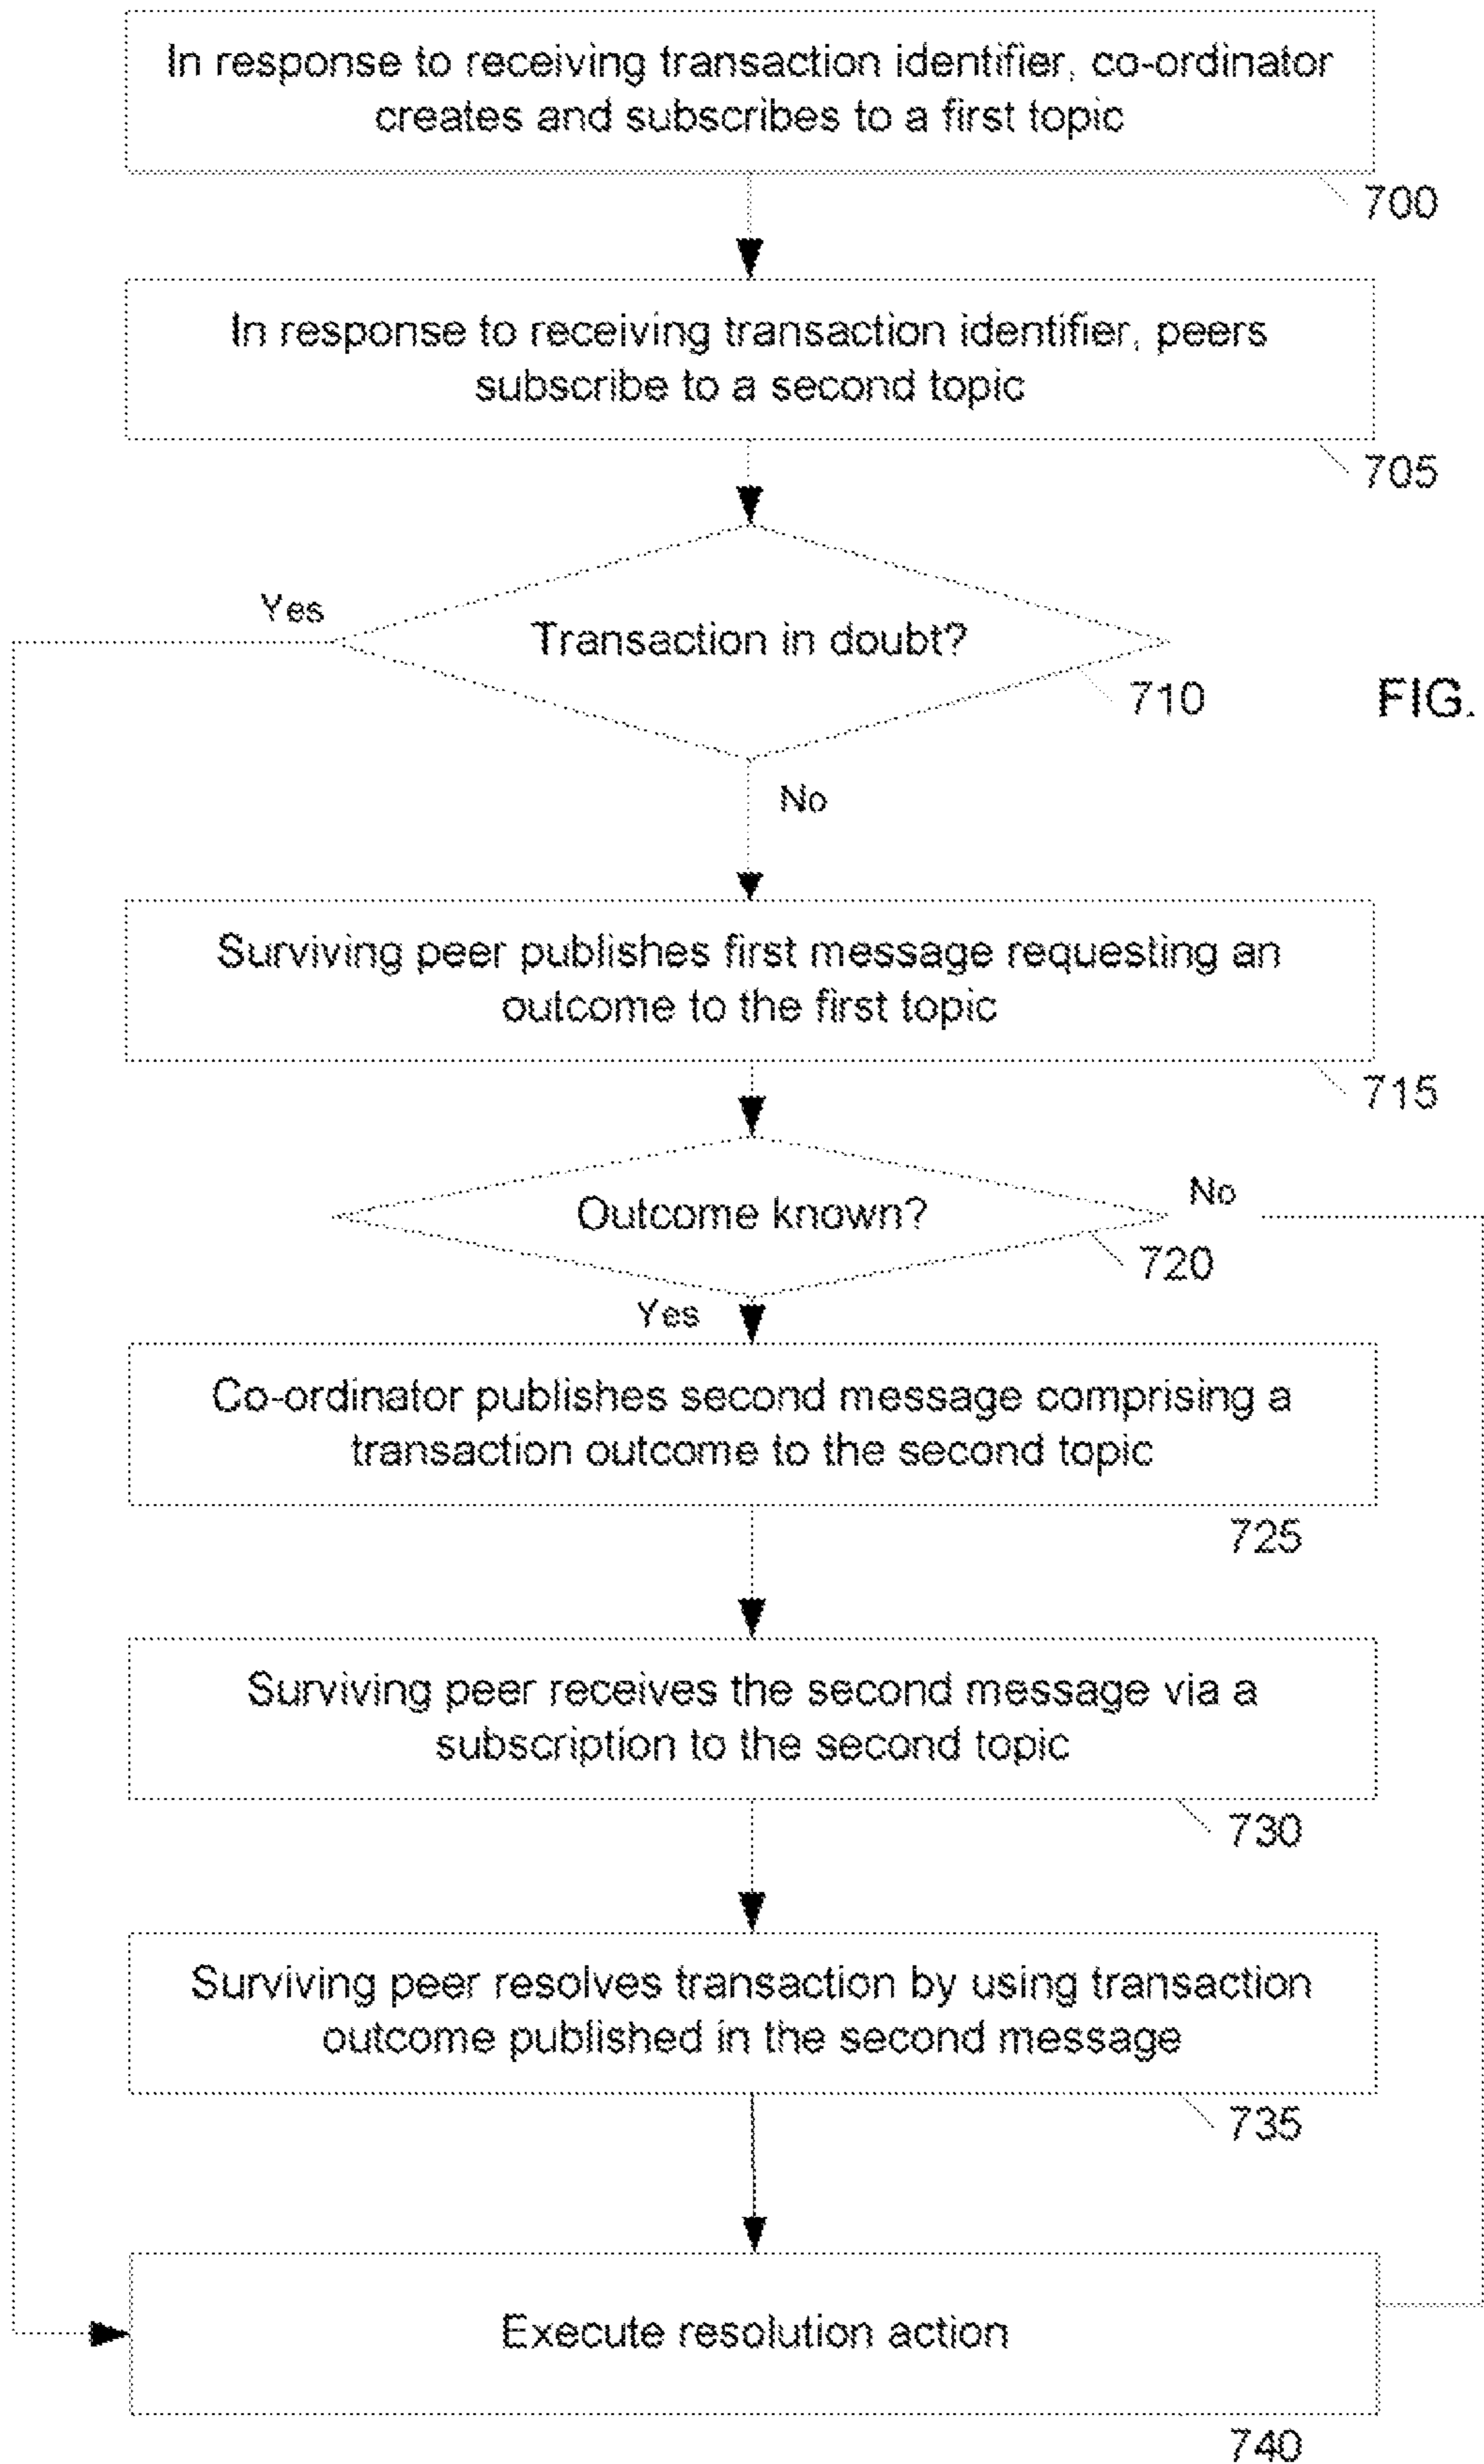 In response to receiving transaction identifier, co-ordinator
creates and subscribes to a first topic
700
In response to receiving transaction identifier, peers
subscribe to a second topic
705
Yes
Transaction in doubt?
710
FIG.
No
Surviving peer publishes first message requesting an
outcome to the first topic
715
Outcome known?
No
720
Yes
Co-ordinator publishes second message comprising a
transaction outcome to the second topic
725
Surviving peer receives the second message via a
subscription to the second topic
730
Surviving peer resolves transaction by using transaction
outcome published in the second message
735
Execute resolution action
740